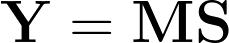 Y = MS